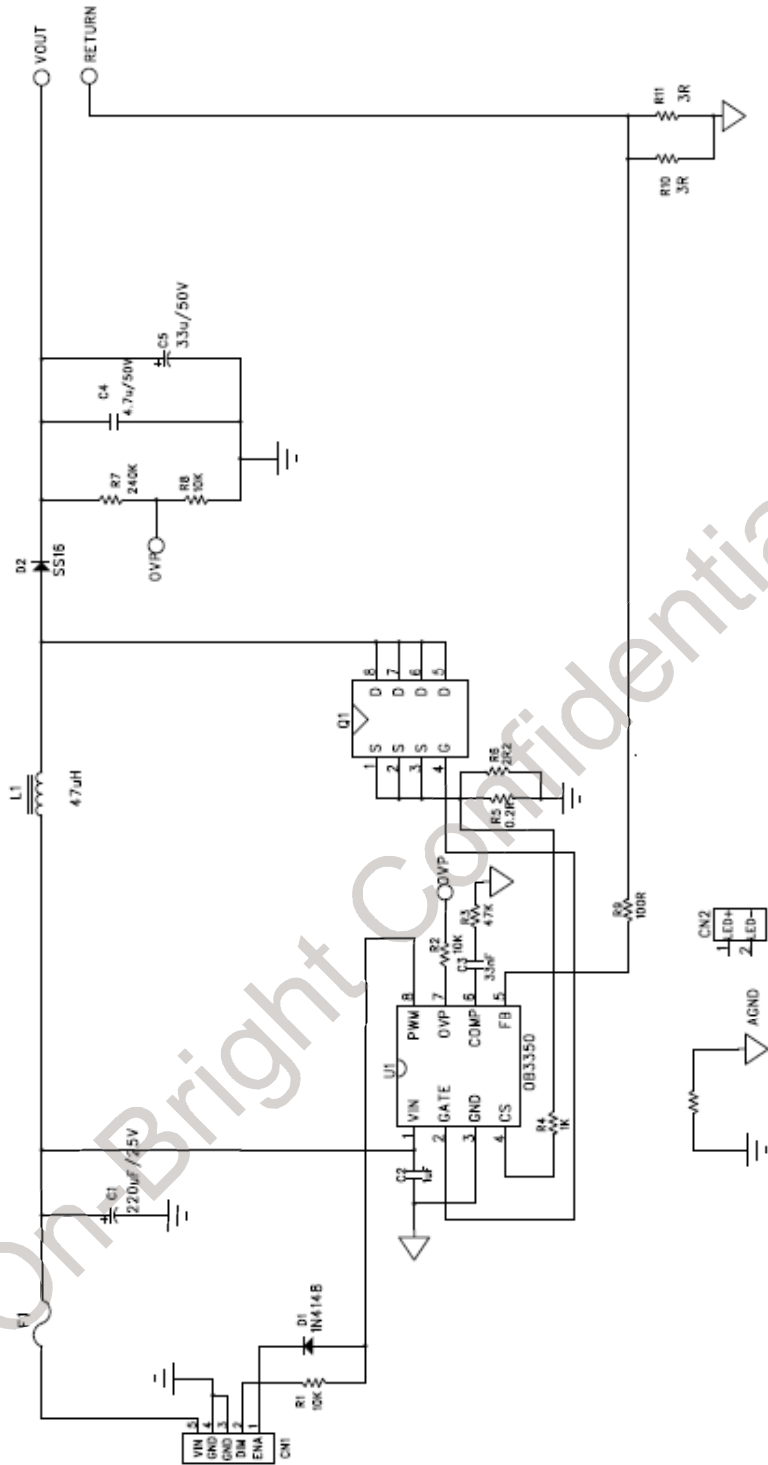 VOUT
RETURN
L1
47uH
D2
SS16
R7
240K
R8
10K
OVP
C4
4.7u/50V
C5
33u/50V
F1
C1
220uF/25V
VIN
GND
GND
DIM
ENA
5
4
3
2
1
CN1
R1
10K
D1
1N4148
C2
1uF
U1
OB3350
1
VIN
2
GATE
3
GND
4
CS
8
PWM
7
OVP
6
COMP
5
FB
R4
1K
R2
10K
OVP
C3
33nF
R3
47K
Q1
1
S
2
S
3
S
4
G
8
D
7
D
6
D
5
D
R5
0.2R
R6
2R2
R9
100R
R10
3R
R11
3R
AGND
CN2
1
LED+
2
LED-
On-Bright Confidentia